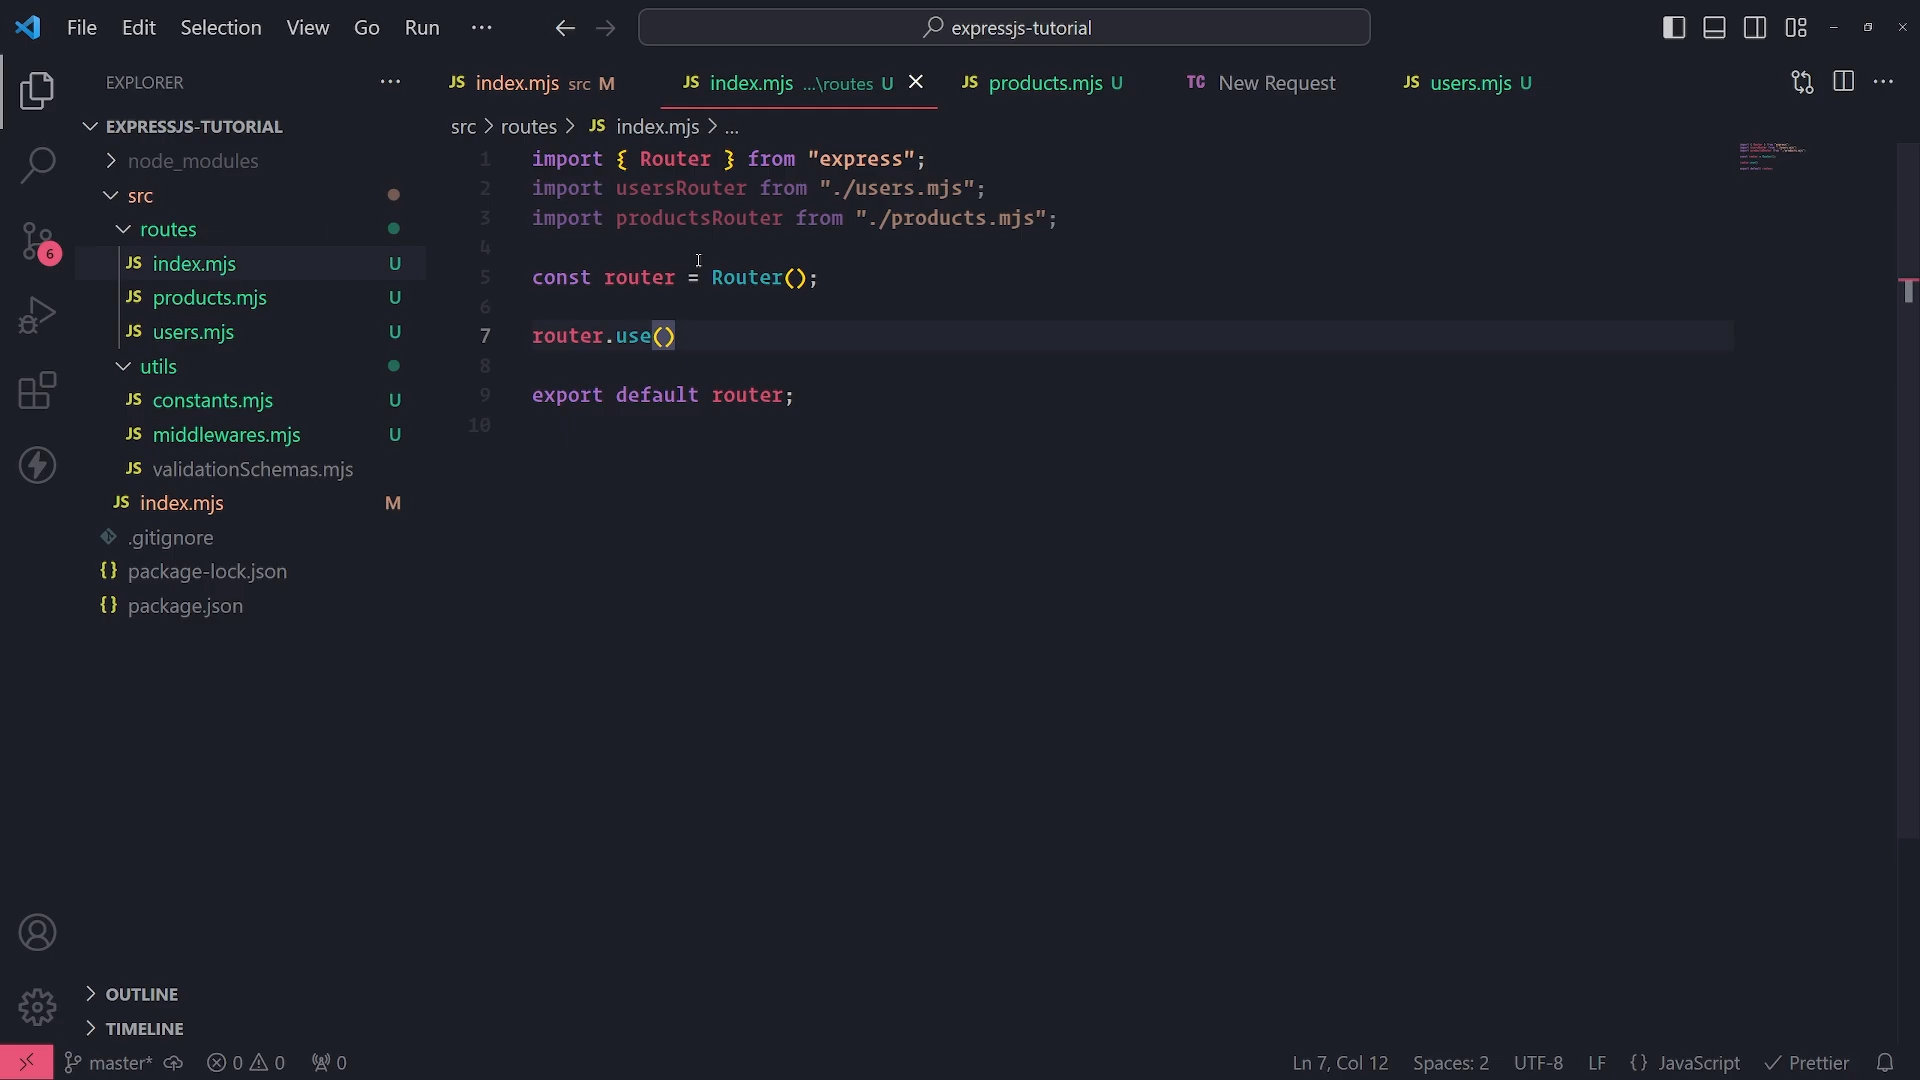 File Edit Selection View Go Run ...
expressjs-tutorial
EXPLORER
EXPRESSJS-TUTORIAL
node_modules
src
routes
JS index.mjs U
JS products.mjs U
JS users.mjs U
utils
JS constants.mjs U
JS middlewares.mjs U
JS validationSchemas.mjs
JS index.mjs M
.gitignore
{} package-lock.json
{} package.json
OUTLINE
TIMELINE
6
JS index.mjs src M
JS index.mjs ...\routes U
JS products.mjs U
TC New Request
JS users.mjs U
src > routes > JS index.mjs > ...
1 import { Router } from "express";
2 import usersRouter from "./users.mjs";
3 import productsRouter from "./products.mjs";
4
5 const router = Router();
6
7 router.use()
8
9 export default router;
10
master* 0 0 0
Ln 7, Col 12 Spaces: 2 UTF-8 LF {} JavaScript Prettier